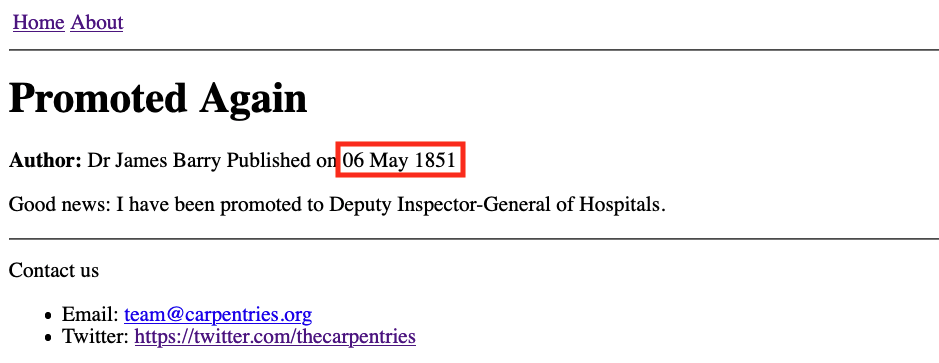 Home About
Promoted Again
Author: Dr James Barry Published on 06 May 1851
Good news: I have been promoted to Deputy Inspector-General of Hospitals.
Contact us
• Email: team@carpentries.org
• Twitter: https://twitter.com/thecarpentries